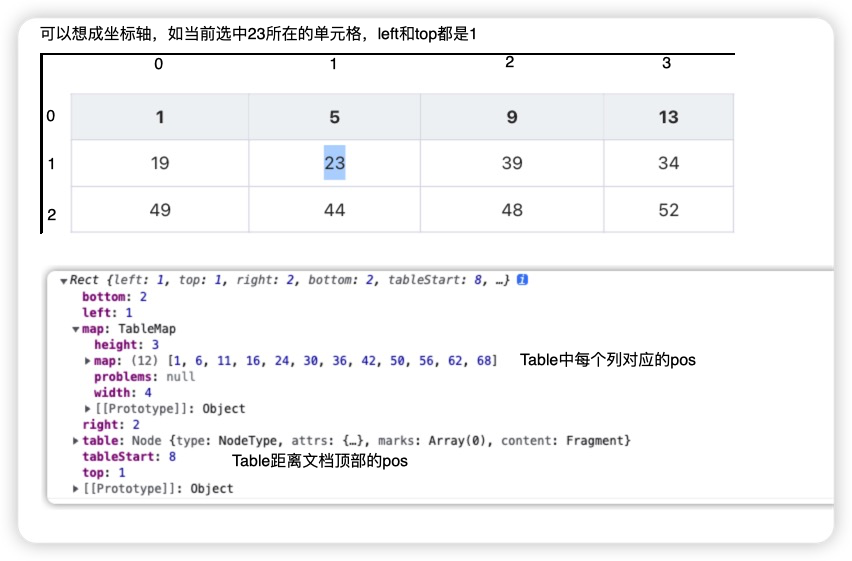 可以想成坐标轴，如当前选中23所在的单元格，left和top都是1
0 1 2 3
0 1 5 9 13
1 19 23 39 34
2 49 44 48 52
▼Rect {left: 1, top: 1, right: 2, bottom: 2, tableStart: 8, …} i
bottom: 2
left: 1
▼map: TableMap
height: 3
▶map: (12) [1, 6, 11, 16, 24, 30, 36, 42, 50, 56, 62, 68] Table中每个列对应的pos
problems: null
width: 4
▶[[Prototype]]: Object
right: 2
▶table: Node {type: NodeType, attrs: {…}, marks: Array(0), content: Fragment}
tableStart: 8 Table距离文档顶部的pos
top: 1
▶[[Prototype]]: Object